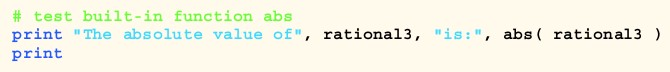 # test built-in function abs
print "The absolute value of", rational3, "is:", abs( rational3 )
print